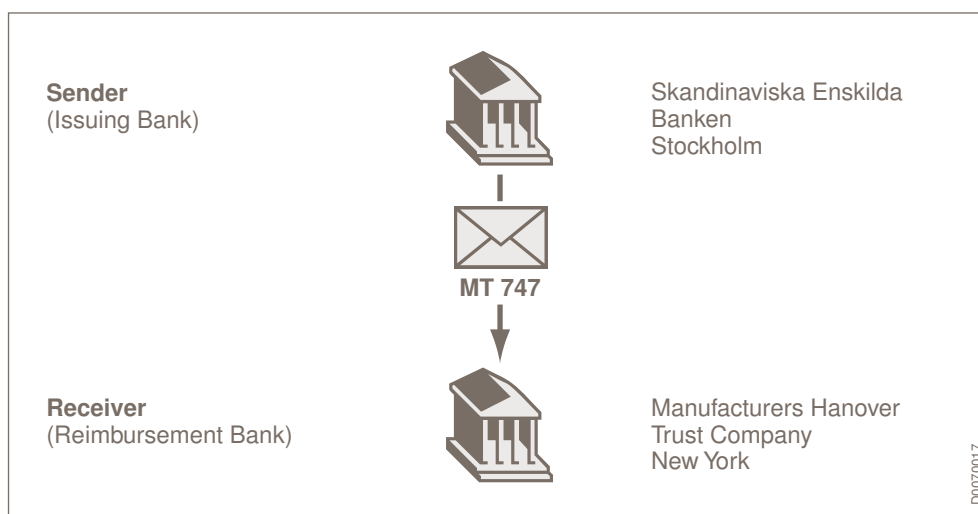 Sender
(Issuing Bank)
Skandinaviska Enskilda
Banken
Stockholm
MT 747
Receiver
(Reimbursement Bank)
Manufacturers Hanover
Trust Company
New York
D0070017